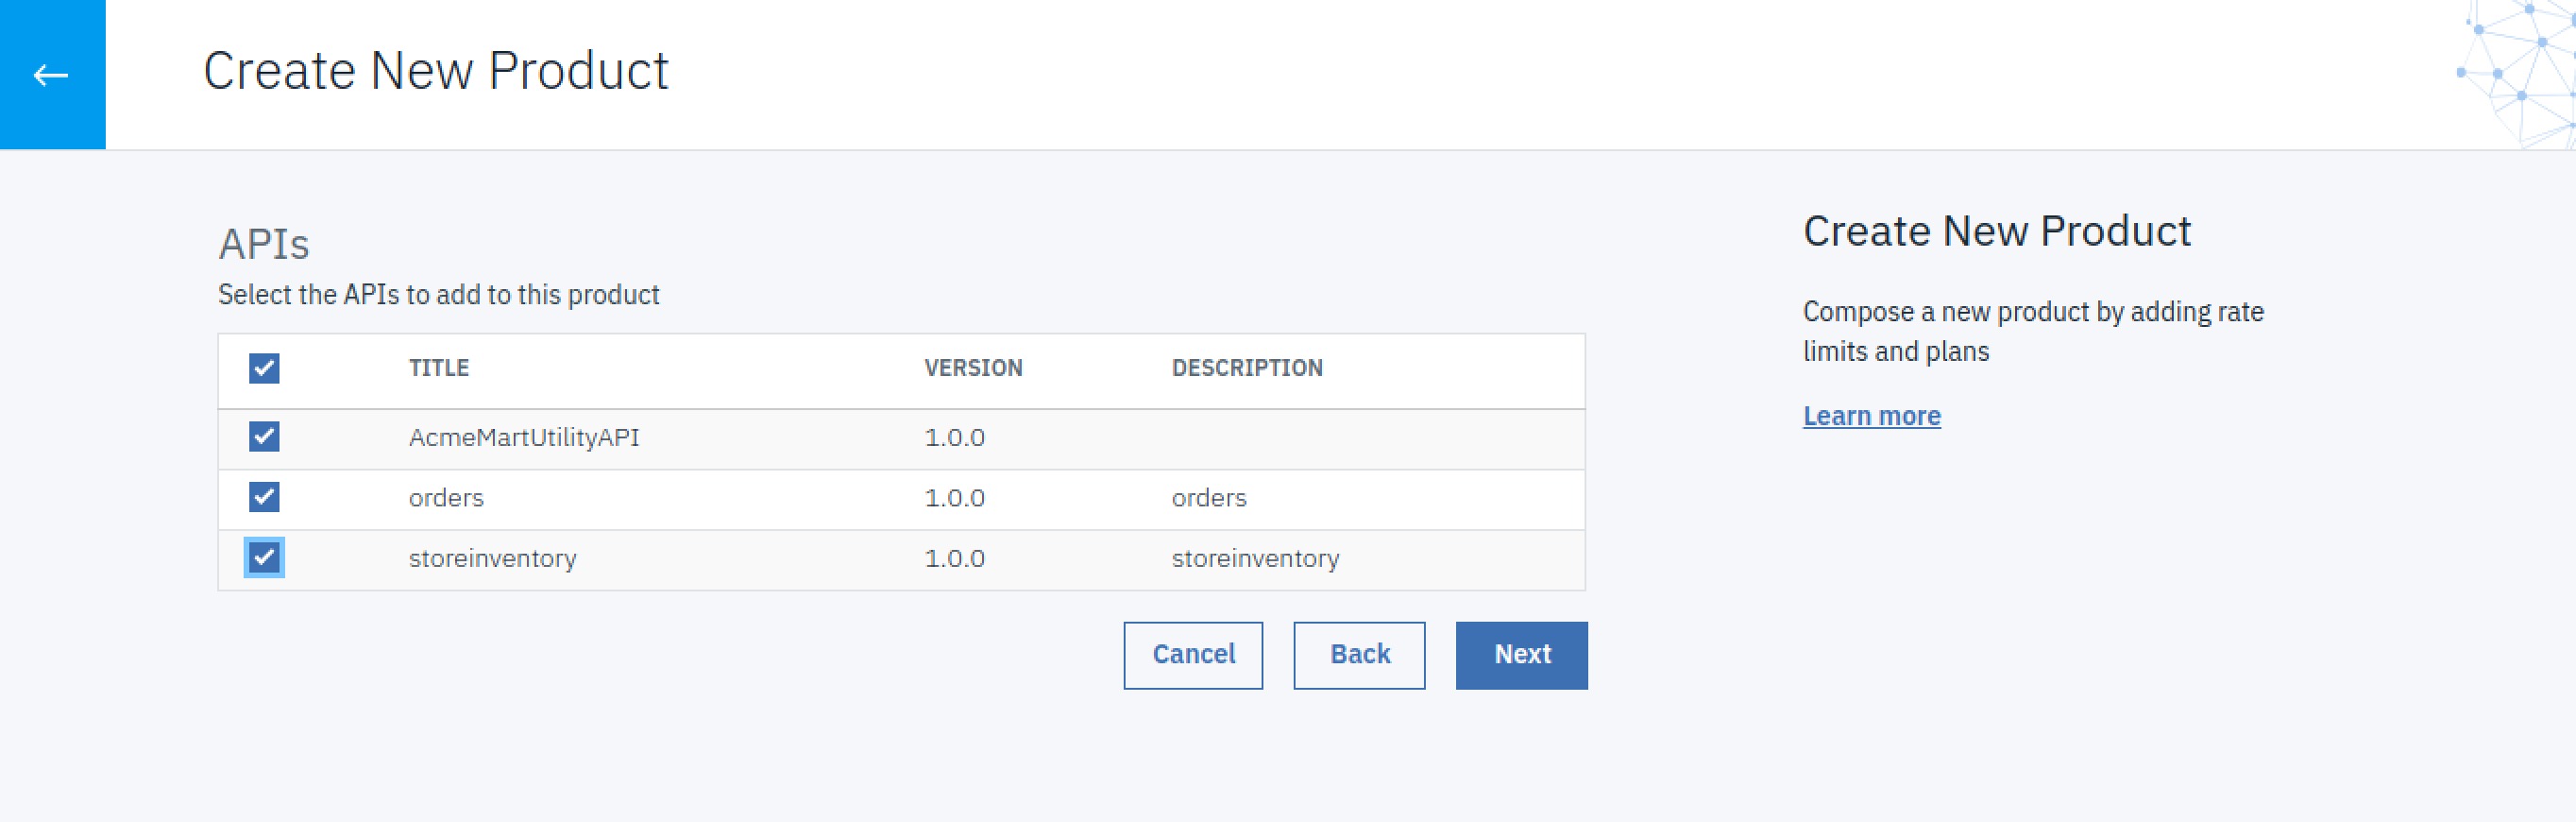 Create New Product
APIs
Select the APIs to add to this product
TITLE VERSION DESCRIPTION
AcmeMartUtilityAPI 1.0.0
orders 1.0.0 orders
storeinventory 1.0.0 storeinventory
Cancel Back Next
Create New Product
Compose a new product by adding rate
limits and plans
Learn more